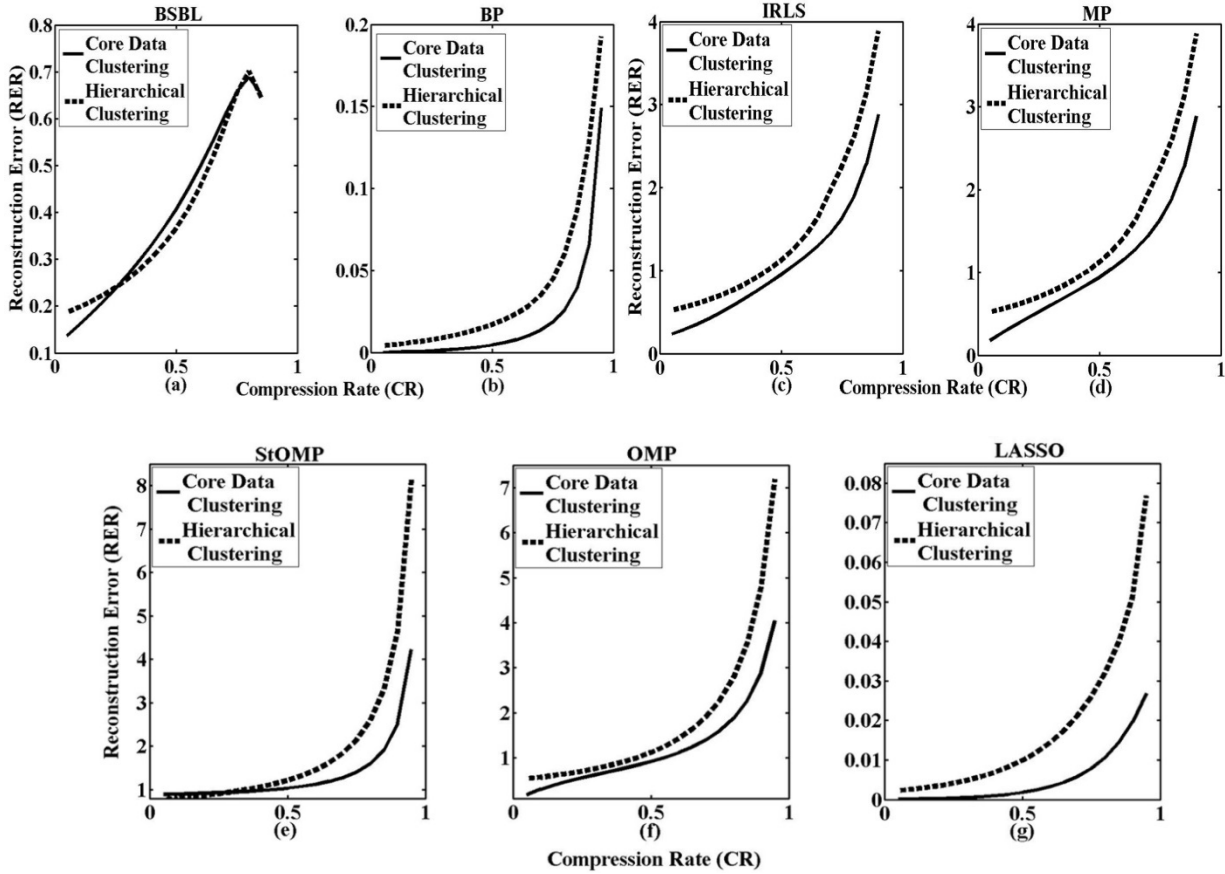 BSBL
Core Data
Clustering
Hierarchical
Clustering
Reconstruction Error (RER)
0.8
0.7
0.6
0.5
0.4
0.3
0.2
0.1
0
0.5
1
(a)
BP
Core Data
Clustering
Hierarchical
Clustering
0.2
0.15
0.1
0.05
0
0
0.5
1
(b)
Compression Rate (CR)
IRLS
Core Data
Clustering
Hierarchical
Clustering
Reconstruction Error (RER)
4
3
2
1
0
0
0.5
1
(c)
MP
Core Data
Clustering
Hierarchical
Clustering
4
3
2
1
0
0
0.5
1
(d)
Compression Rate (CR)
StOMP
Core Data
Clustering
Hierarchical
Clustering
Reconstruction Error (RER)
8
7
6
5
4
3
2
1
0
0.5
1
(e)
OMP
Core Data
Clustering
Hierarchical
Clustering
7
6
5
4
3
2
1
0
0.5
1
(f)
LASSO
Core Data
Clustering
Hierarchical
Clustering
0.08
0.07
0.06
0.05
0.04
0.03
0.02
0.01
0
0
0.5
1
(g)
Compression Rate (CR)